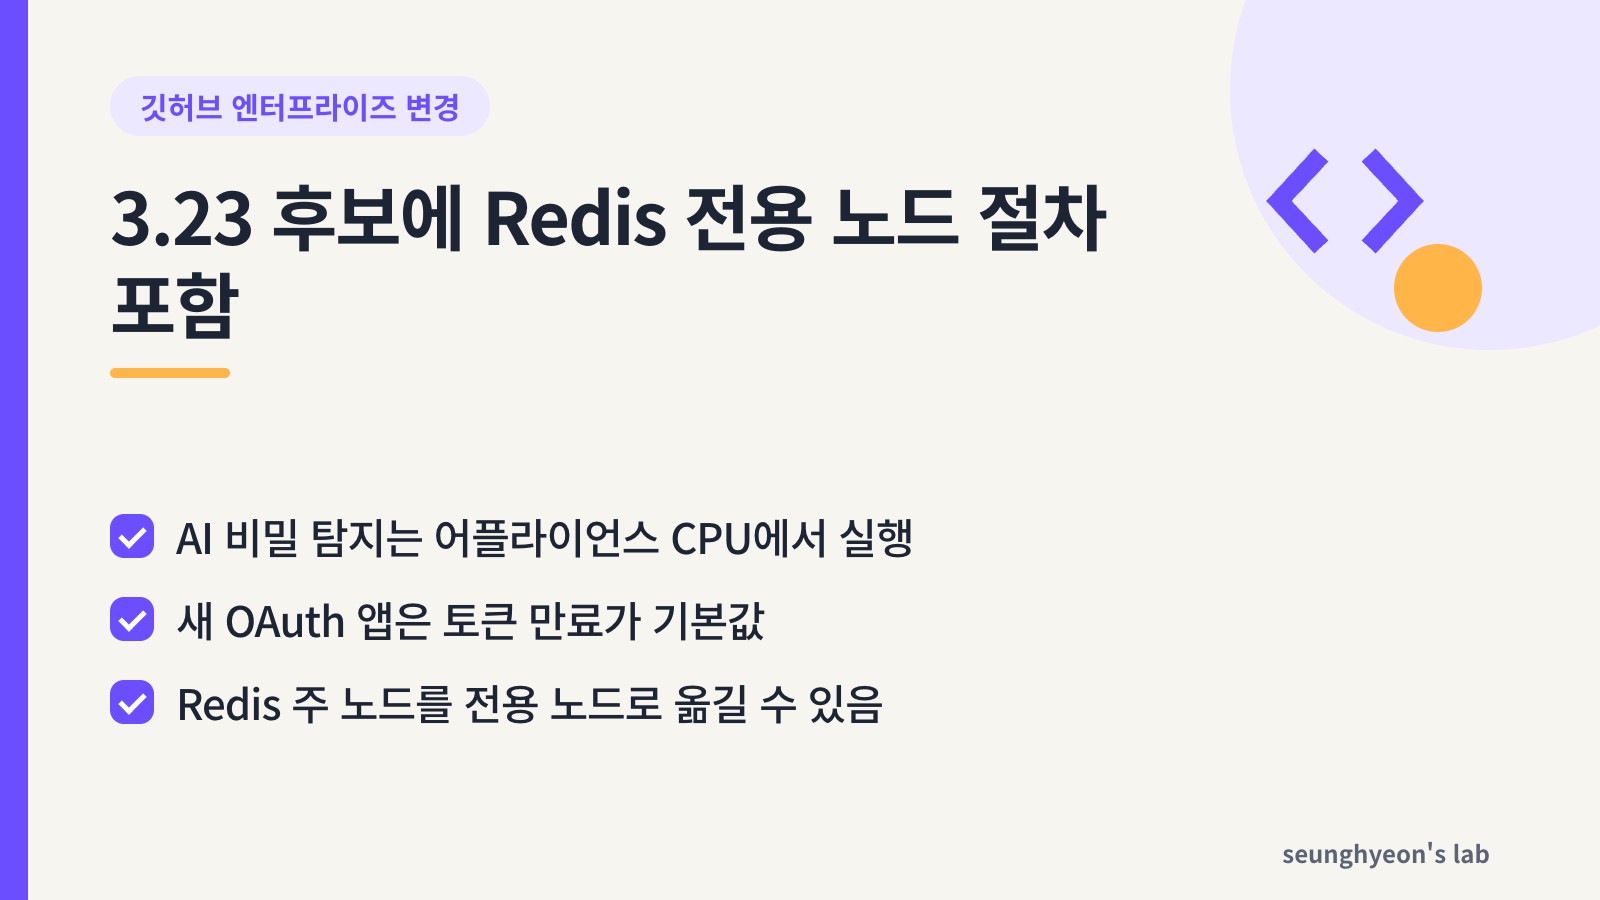 깃허브 엔터프라이즈 변경
3.23 후보에 Redis 전용 노드 절차
포함
AI 비밀 탐지는 어플라이언스 CPU에서 실행
새 OAuth 앱은 토큰 만료가 기본값
Redis 주 노드를 전용 노드로 옮길 수 있음
seunghyeon's lab